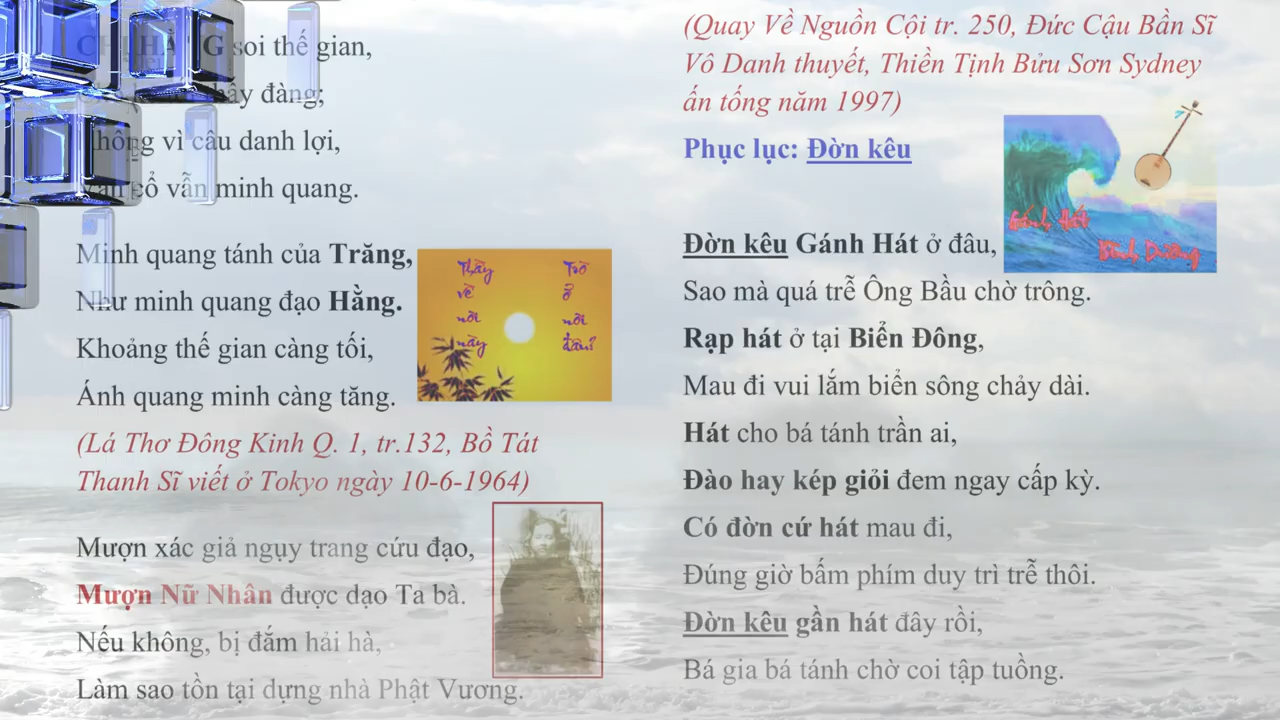 soi thế gian,
đàng;
vì câu danh lợi,
cổ vẫn minh quang.
Minh quang tánh của Trăng,
Như minh quang đạo Hằng.
Khoảng thế gian càng tối,
Ánh quang minh càng tăng.
(Lá Thơ Đông Kinh Q. 1, tr.132, Bồ Tát
Thanh Sĩ viết ở Tokyo ngày 10-6-1964)
Mượn xác giả ngụy trang cứu đạo,
Mượn Nữ Nhân được dạo Ta bà.
Nếu không, bị đắm hải hà,
Làm sao tồn tại dựng nhà Phật Vương.
Thầy
về
nơi
này
Trò
ở
nơi
đâu?
(Quay Về Nguồn Cội tr. 250, Đức Cậu Bần Sĩ
Vô Danh thuyết, Thiền Tịnh Bửu Sơn Sydney
ấn tống năm 1997)
Phục lục: Đờn kêu
Gánh Hát
Bình Dương
Đờn kêu Gánh Hát ở đâu,
Sao mà quá trễ Ông Bầu chờ trông.
Rạp hát ở tại Biển Đông,
Mau đi vui lắm biển sông chảy dài.
Hát cho bá tánh trần ai,
Đào hay kép giỏi đem ngay cấp kỳ.
Có đờn cứ hát mau đi,
Đúng giờ bấm phím duy trì trễ thôi.
Đờn kêu gần hát đây rồi,
Bá gia bá tánh chờ coi tập tuồng.